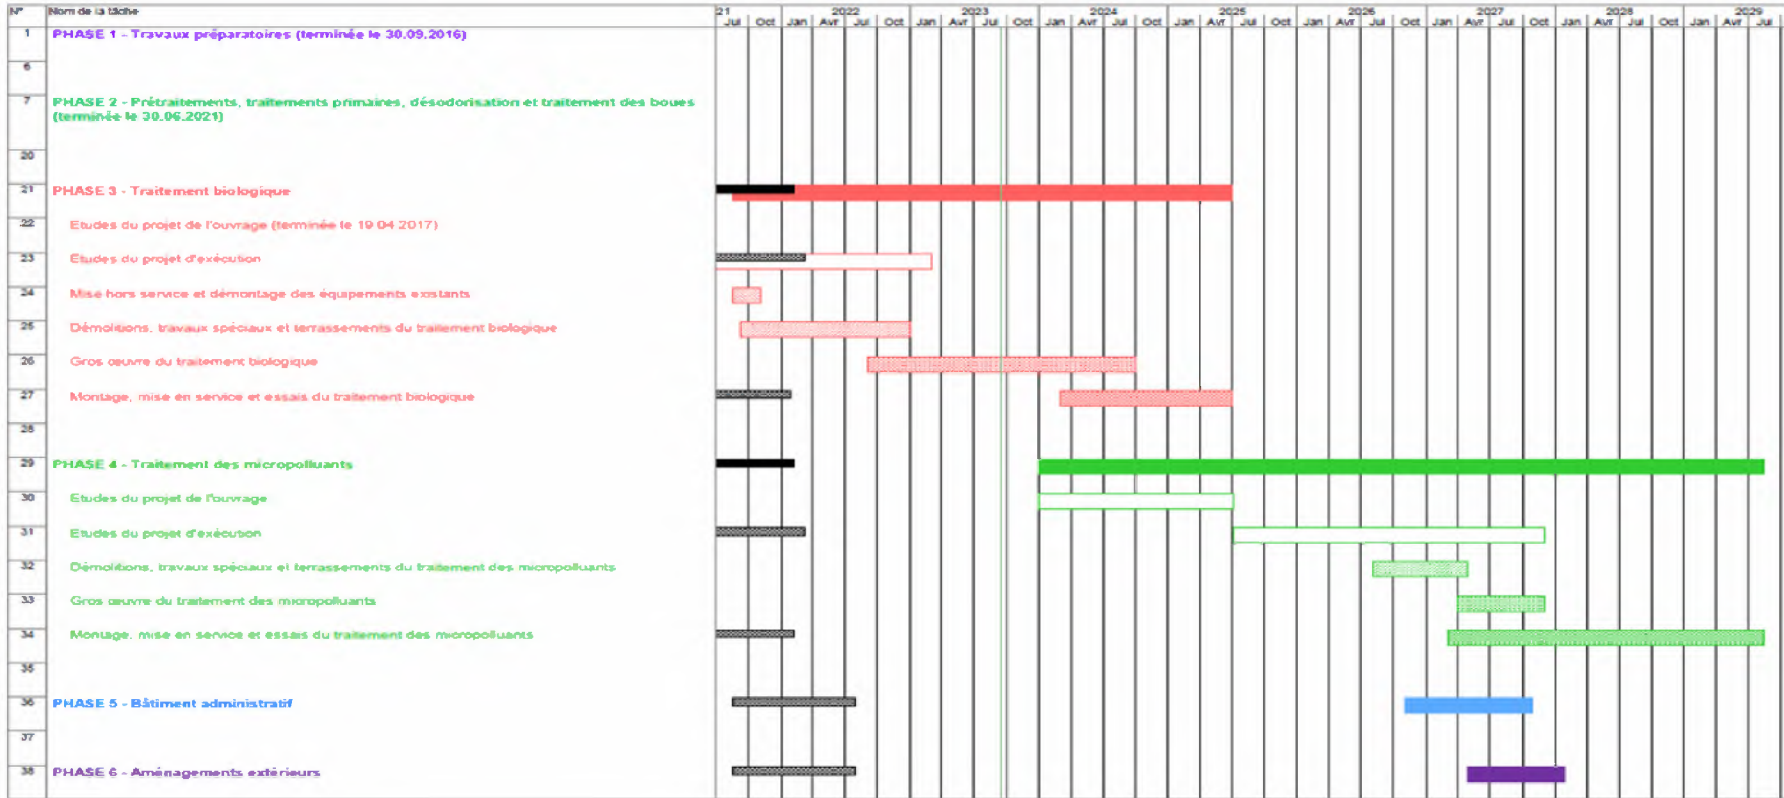 N° Nom de la tâche 21 2022 2023 2024 2025 2026 2027 2028 2029
Jul Oct Jan Avr Jul Oct Jan Avr Jul Oct Jan Avr Jul Oct Jan Avr Jul Oct Jan Avr Jul Oct Jan Avr Jul Oct Jan Avr Jul Oct Jan Avr Jul
1 PHASE 1 - Travaux préparatoires (terminée le 30.09.2016)
6
7 PHASE 2 - Prétraitements, traitements primaires, désodorisation et traitement des boues
(terminée le 30.06.2021)
20
21 PHASE 3 - Traitement biologique
22 Etudes du projet de l'ouvrage (terminée le 19.04.2017)
23 Etudes du projet d'exécution
24 Mise hors service et démontage des équipements existants
25 Démolitions, travaux spéciaux et terrassements du traitement biologique
26 Gros œuvre du traitement biologique
27 Montage, mise en service et essais du traitement biologique
28
29 PHASE 4 - Traitement des micropolluants
30 Etudes du projet de l'ouvrage
31 Etudes du projet d'exécution
32 Démolitions, travaux spéciaux et terrassements du traitement des micropolluants
33 Gros œuvre du traitement des micropolluants
34 Montage, mise en service et essais du traitement des micropolluants
35
36 PHASE 5 - Bâtiment administratif
37
38 PHASE 6 - Aménagements extérieurs